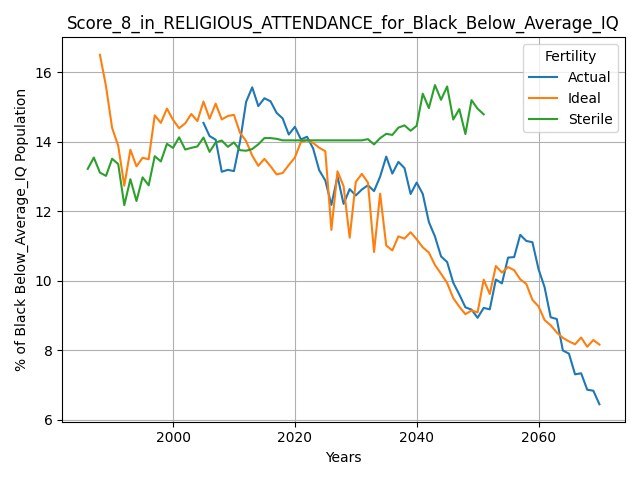 Score_8_in_RELIGIOUS_ATTENDANCE_for_Black_Below_Average_IQ
% of Black Below_Average_IQ Population
16
14
12
10
8
6
2000
2020
2040
2060
Years
Fertility
Actual
Ideal
Sterile